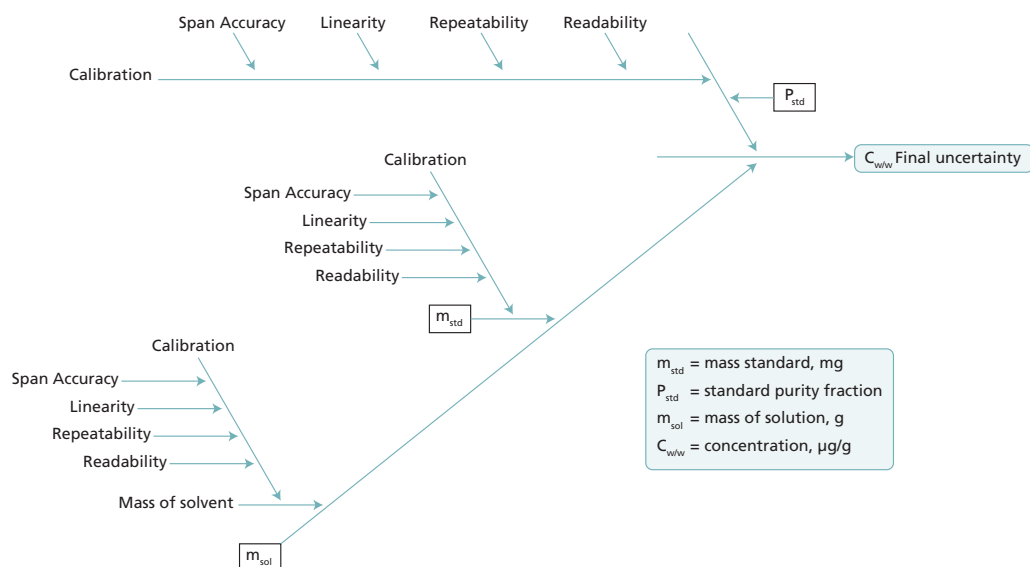 Span Accuracy
Linearity
Repeatability
Readability
Calibration
P_std
C_w/w Final uncertainty
Calibration
Span Accuracy
Linearity
Repeatability
Readability
m_std
Calibration
Span Accuracy
Linearity
Repeatability
Readability
Mass of solvent
m_sol
m_std = mass standard, mg
P_std = standard purity fraction
m_sol = mass of solution, g
C_w/w = concentration, µg/g